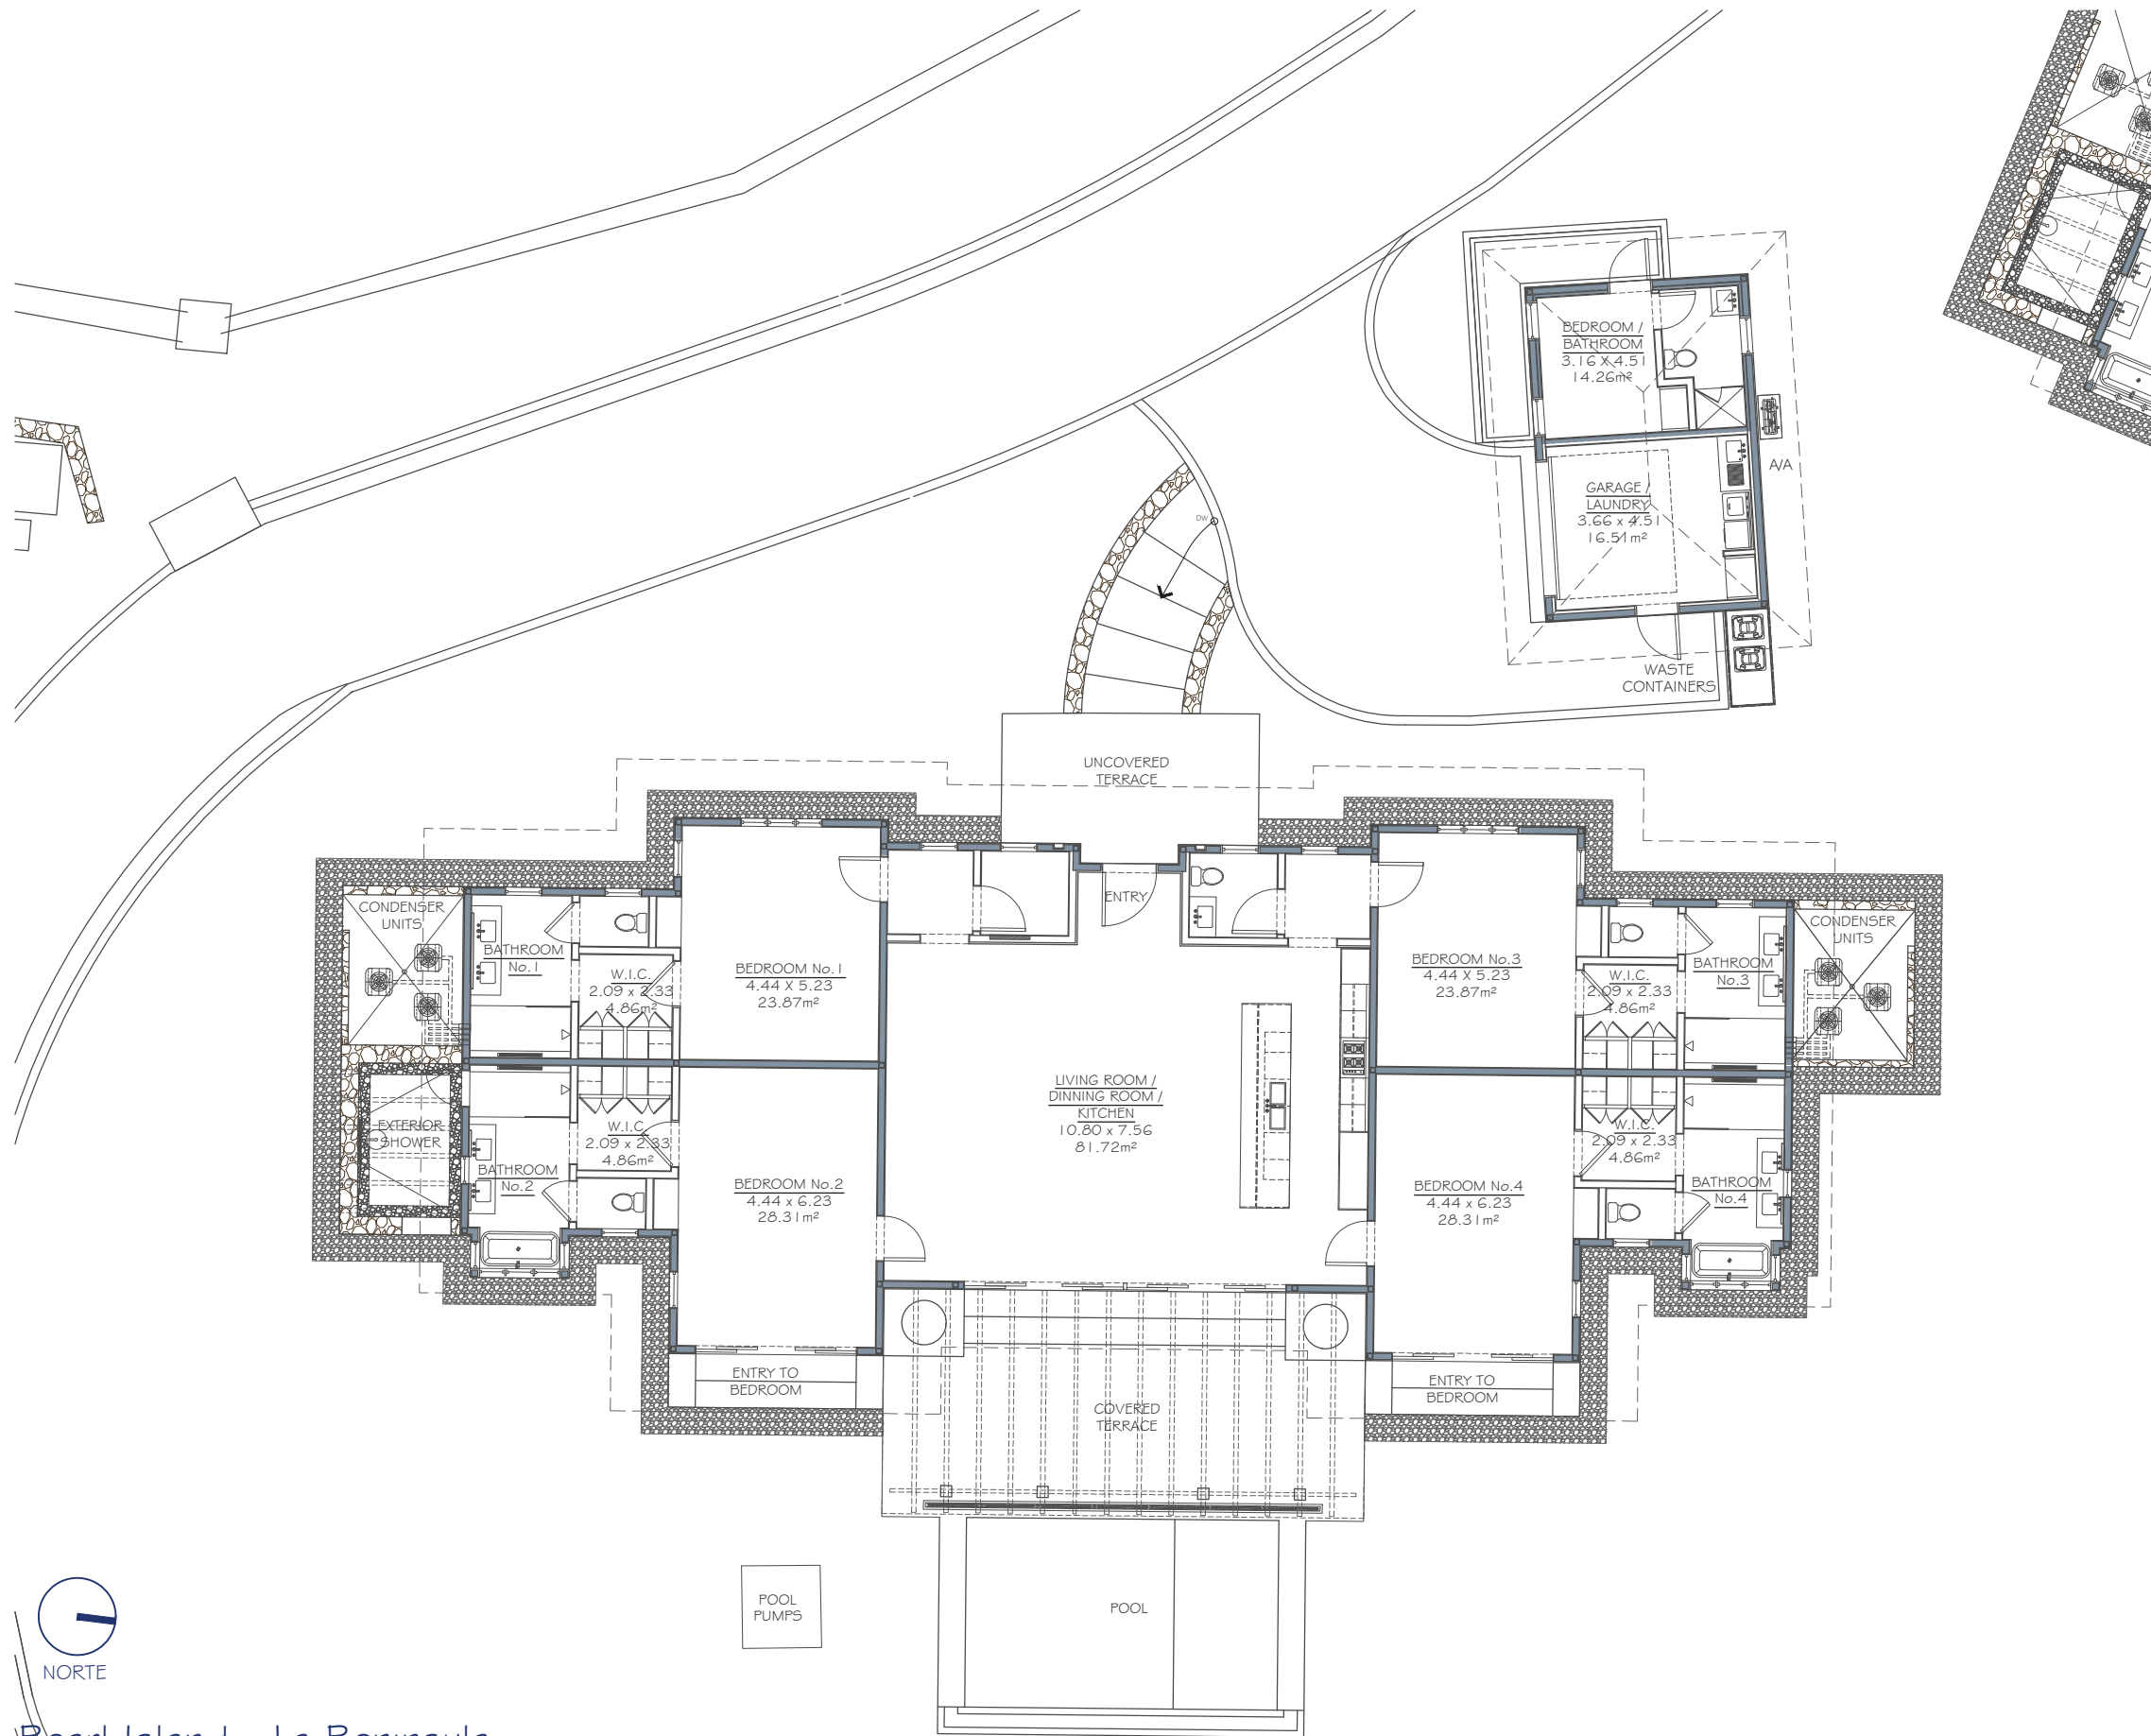 BEDROOM /
BATHROOM
3.16 X 4.51
14.26m²
A/A
GARAGE /
LAUNDRY
3.66 x 4.51
16.51m²
DW
WASTE
CONTAINERS
UNCOVERED
TERRACE
ENTRY
CONDENSER
UNITS
BATHROOM
No.1
W.I.C.
2.09 x 2.33
4.86m²
BEDROOM No.1
4.44 X 5.23
23.87m²
BEDROOM No.3
4.44 X 5.23
23.87m²
W.I.C.
2.09 x 2.33
4.86m²
BATHROOM
No.3
CONDENSER
UNITS
EXTERIOR
SHOWER
BATHROOM
No.2
W.I.C.
2.09 x 2.33
4.86m²
BEDROOM No.2
4.44 x 6.23
28.31m²
LIVING ROOM /
DINNING ROOM /
KITCHEN
10.80 x 7.56
81.72m²
BEDROOM No.4
4.44 x 6.23
28.31m²
W.I.C.
2.09 x 2.33
4.86m²
BATHROOM
No.4
ENTRY TO
BEDROOM
COVERED
TERRACE
ENTRY TO
BEDROOM
POOL
PUMPS
POOL
NORTE